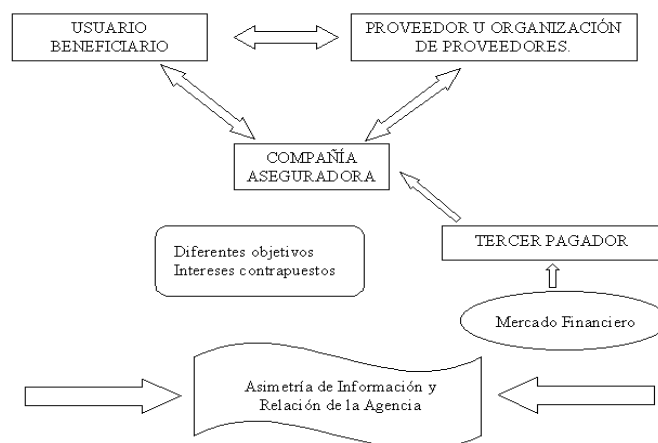 USUARIO
BENEFICIARIO
PROVEEDOR U ORGANIZACIÓN
DE PROVEEDORES.
COMPAÑÍA
ASEGURADORA
TERCER PAGADOR
Diferentes objetivos
Intereses contrapuestos
Mercado Financiero
Asimetría de Información y
Relación de la Agencia